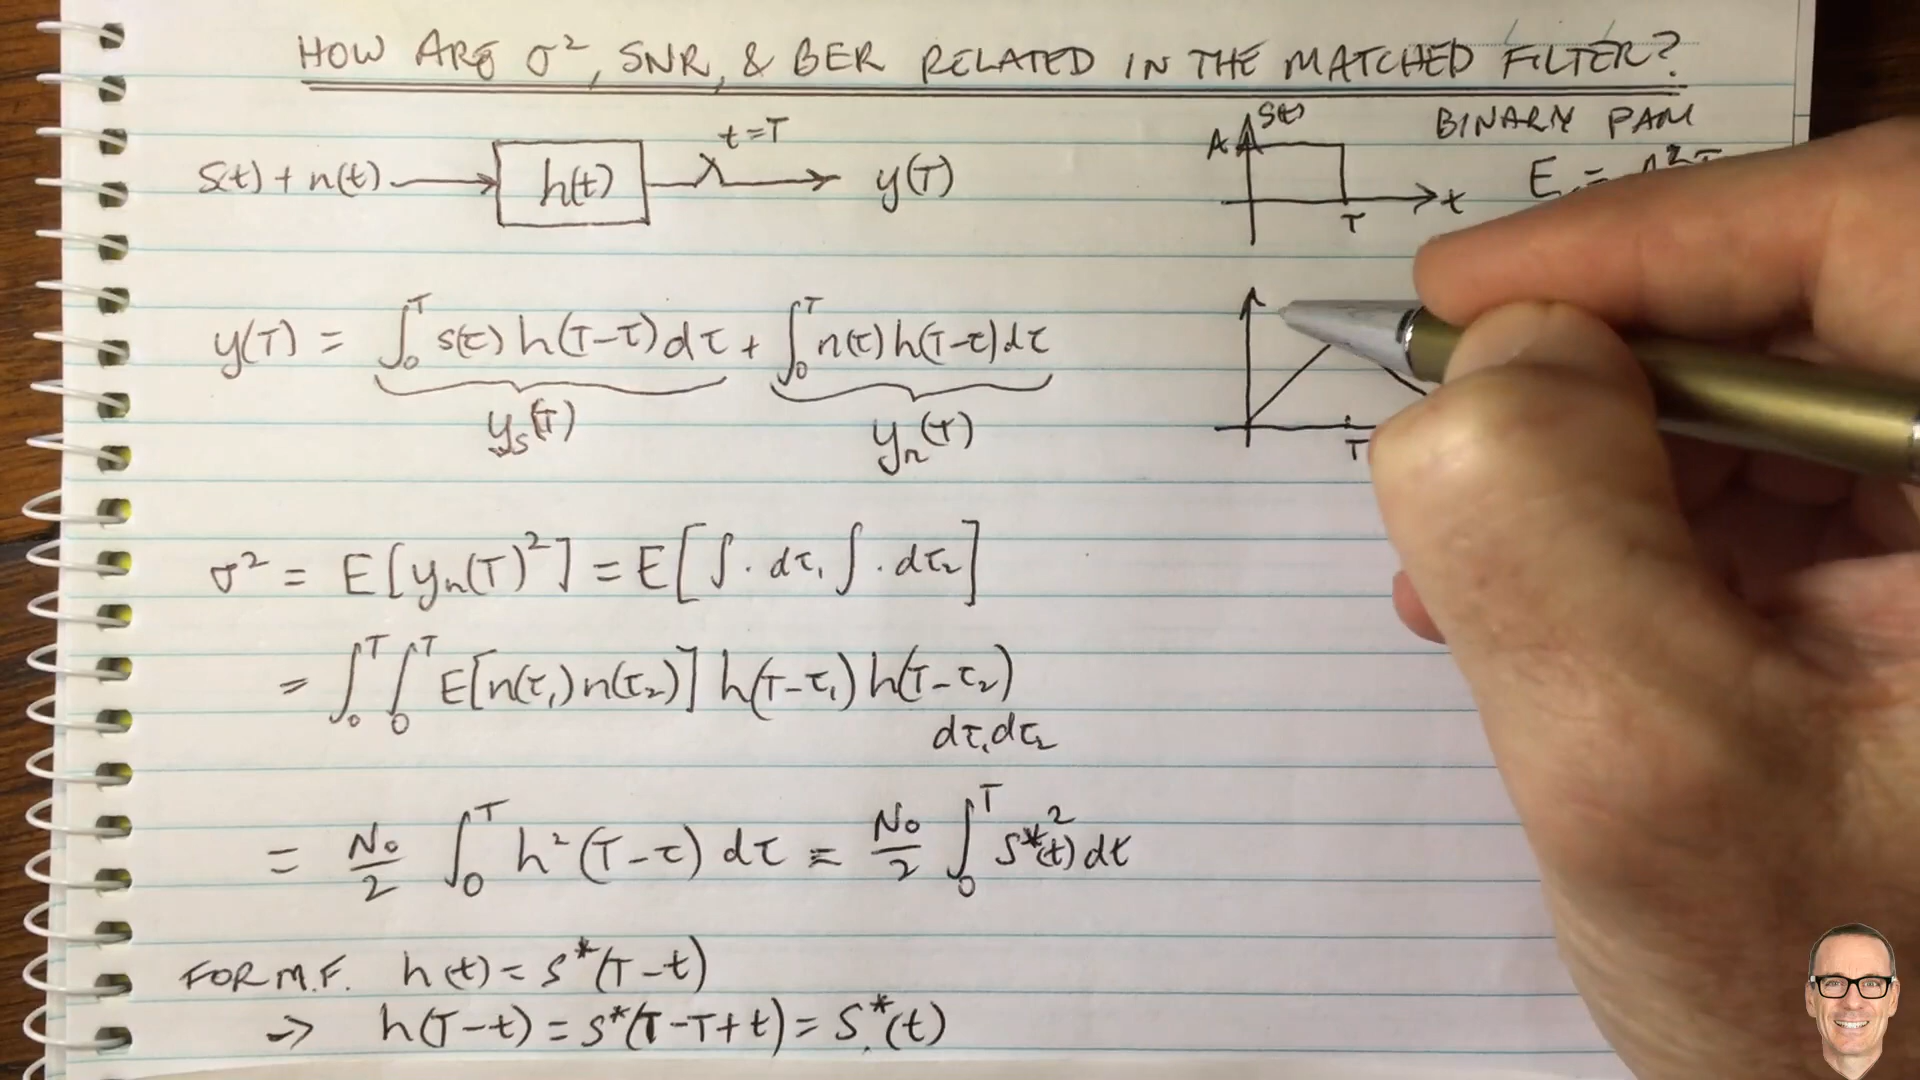 HOW ARE σ², SNR, & BER RELATED IN THE MATCHED FILTER?
s(t) + n(t) → h(t) t=T → y(T)
A s(t) t T
BINARY PAM
y(T) = ∫₀ᵀ s(τ) h(T-τ) dτ + ∫₀ᵀ n(τ) h(T-τ) dτ
yₛ(T) yₙ(T)
T
σ² = E[yₙ(T)²] = E[∫ · dτ₁ ∫ · dτ₂]
= ∫₀ᵀ ∫₀ᵀ E[n(τ₁) n(τ₂)] h(T-τ₁) h(T-τ₂)
dτ₁ dτ₂
= N₀/2 ∫₀ᵀ h²(T-τ) dτ = N₀/2 ∫₀ᵀ s*²(t) dt
FOR M.F. h(t) = s*(T-t)
→ h(T-t) = s*(T-T+t) = s*(t)